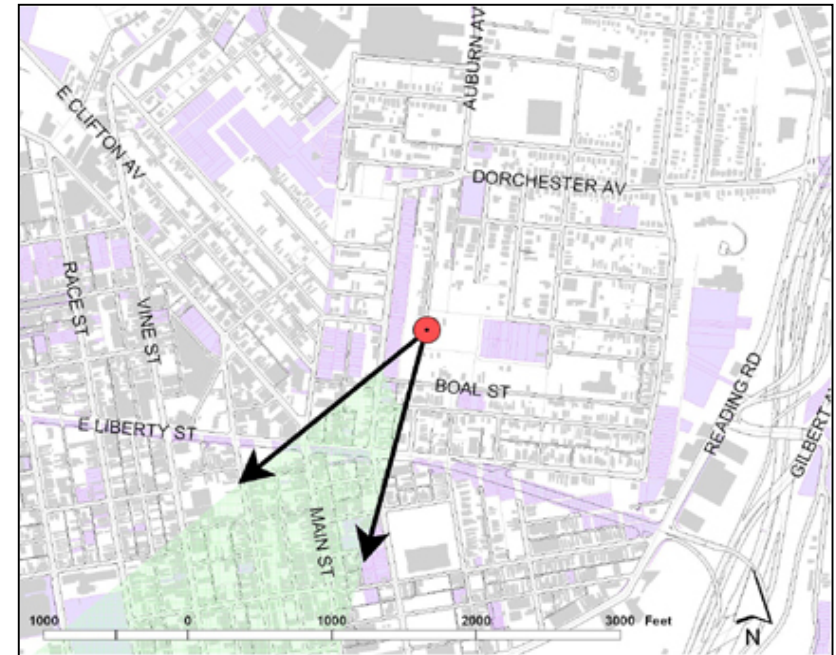 AUBURN AV
E CLIFTON AV
DORCHESTER AV
RACE ST
VINE ST
BOAL ST
READING RD
E LIBERTY ST
MAIN ST
1000 0 1000 2000 3000 Feet
N